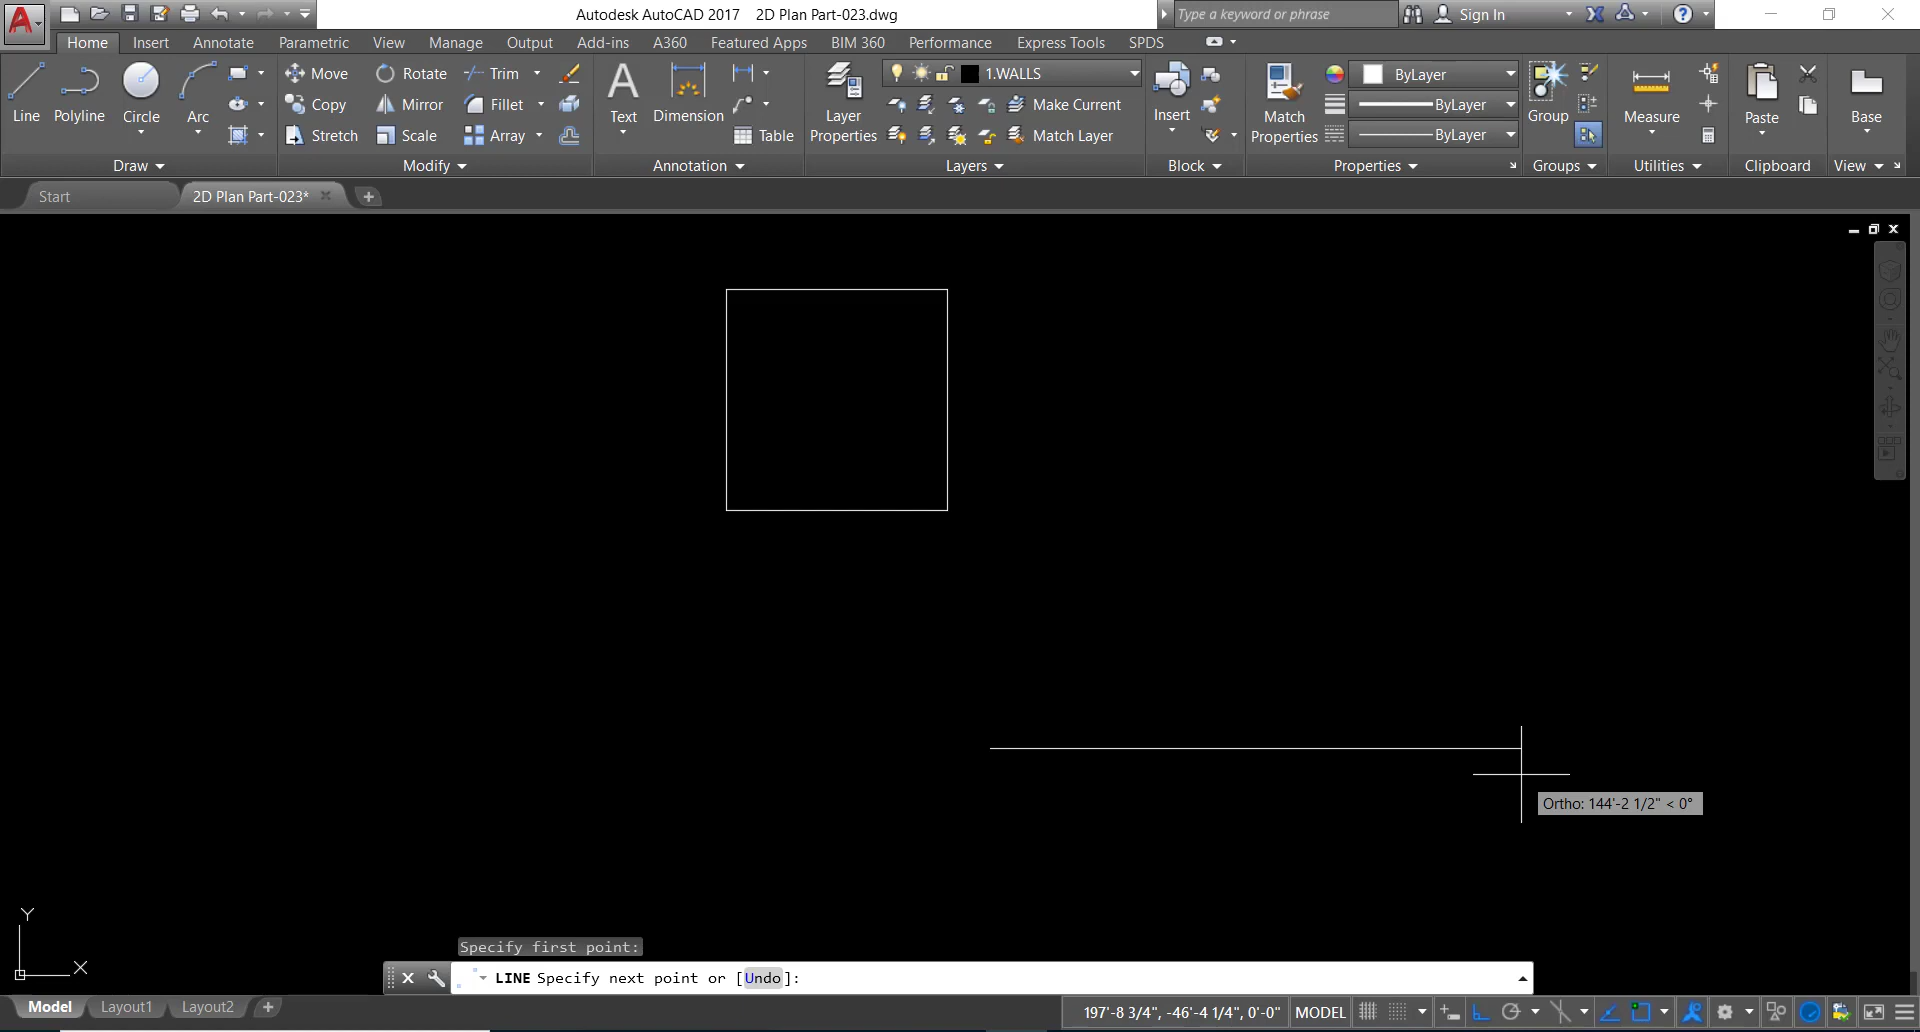 Autodesk AutoCAD 2017 2D Plan Part-023.dwg
Type a keyword or phrase
Sign In
Home Insert Annotate Parametric View Manage Output Add-ins A360 Featured Apps BIM 360 Performance Express Tools SPDS
Line Polyline Circle Arc
Move Rotate Trim
Copy Mirror Fillet
Stretch Scale Array
Text Dimension Table
Layer Properties
1.WALLS
Make Current
Match Layer
Insert
Match Properties
ByLayer
ByLayer
ByLayer
Group
Measure
Paste
Base
Draw Modify Annotation Layers Block Properties Groups Utilities Clipboard View
Start 2D Plan Part-023*
Ortho: 144'-2 1/2" < 0°
Y
X
Specify first point:
LINE Specify next point or [Undo]:
Model Layout1 Layout2
197'-8 3/4", -46'-4 1/4", 0'-0" MODEL